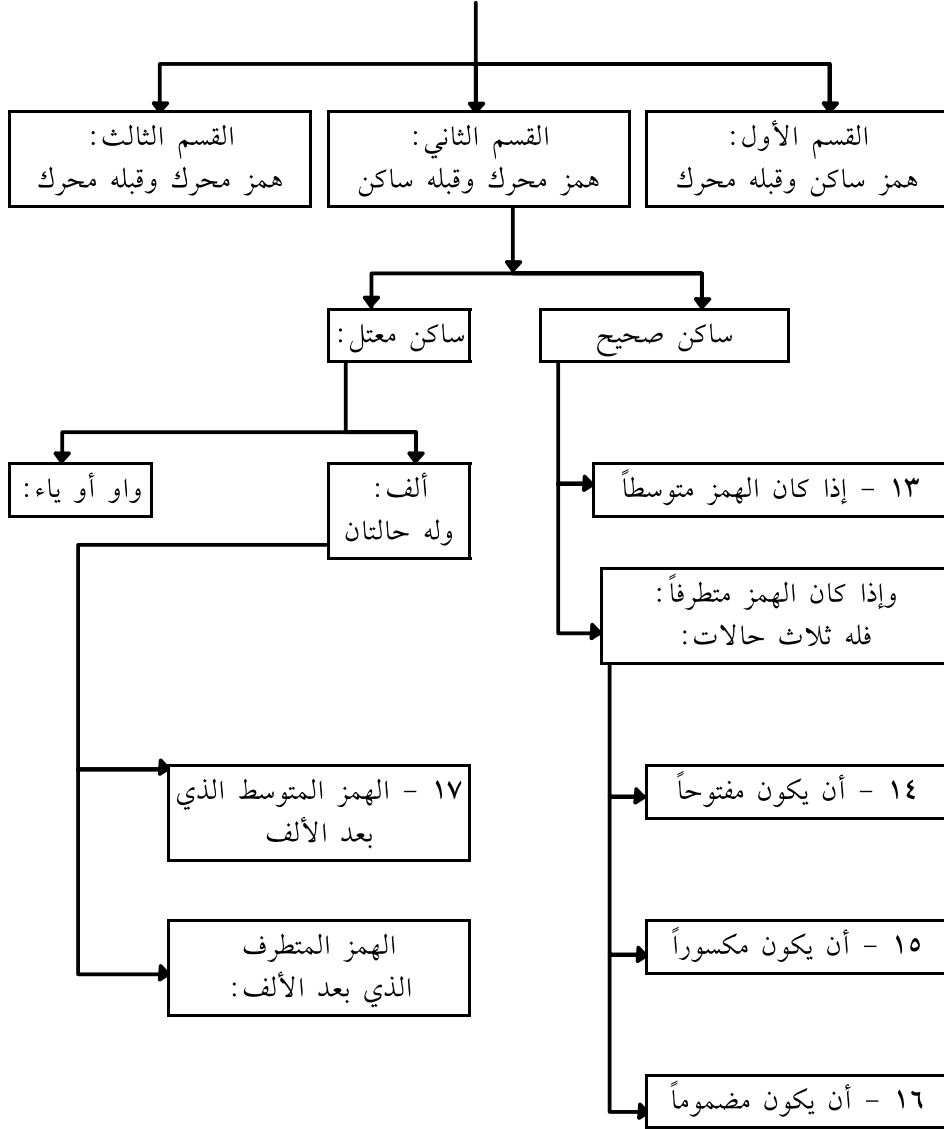 القسم الأول:
همز ساكن وقبله محرك
القسم الثاني:
همز محرك وقبله ساكن
القسم الثالث:
همز محرك وقبله محرك
ساكن صحيح
ساكن معتل:
١٣ – إذا كان الهمز متوسطاً
وإذا كان الهمز متطرفاً:
فله ثلاث حالات:
١٤ – أن يكون مفتوحاً
١٥ – أن يكون مكسوراً
١٦ – أن يكون مضموماً
ألف:
وله حالتان
واو أو ياء:
١٧ – الهمز المتوسط الذي
بعد الألف
الهمز المتطرف
الذي بعد الألف: